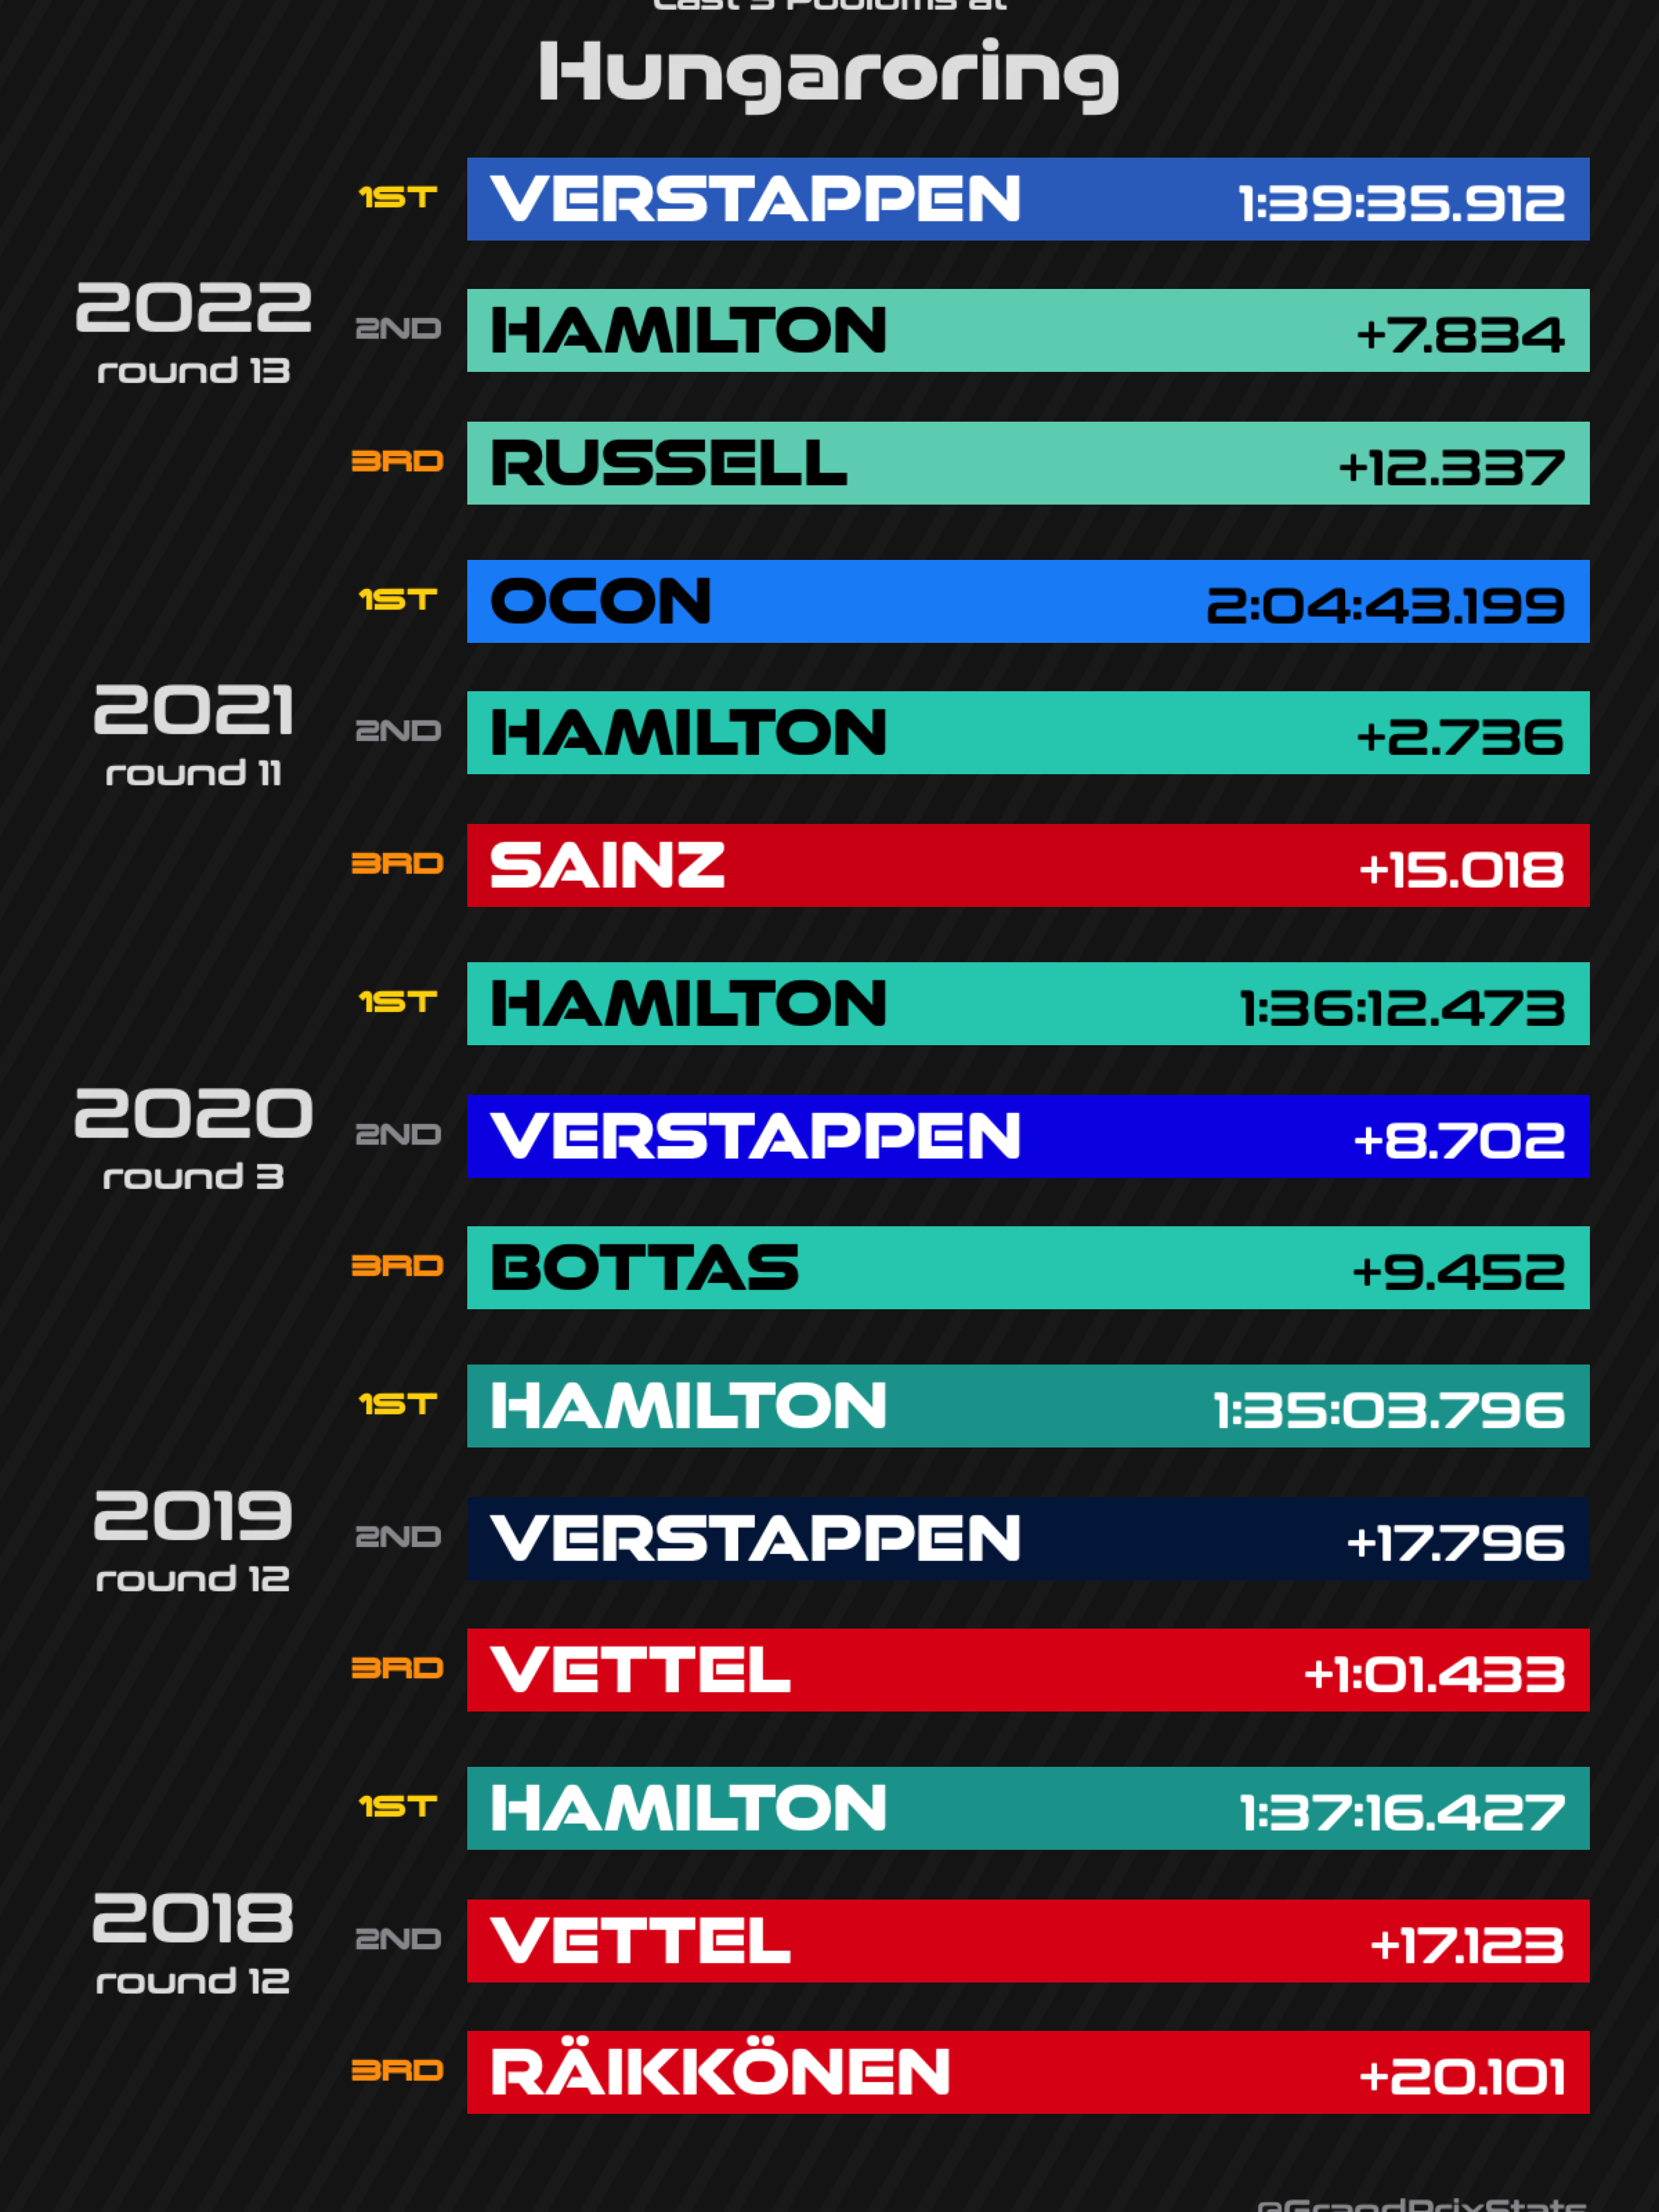 Last 5 Podiums at
Hungaroring
1ST VERSTAPPEN 1:39:35.912
2022
round 13
2ND HAMILTON +7.834
3RD RUSSELL +12.337
1ST OCON 2:04:43.199
2021
round 11
2ND HAMILTON +2.736
3RD SAINZ +15.018
1ST HAMILTON 1:36:12.473
2020
round 3
2ND VERSTAPPEN +8.702
3RD BOTTAS +9.452
1ST HAMILTON 1:35:03.796
2019
round 12
2ND VERSTAPPEN +17.796
3RD VETTEL +1:01.433
1ST HAMILTON 1:37:16.427
2018
round 12
2ND VETTEL +17.123
3RD RÄIKKÖNEN +20.101
@GrandPrixStats